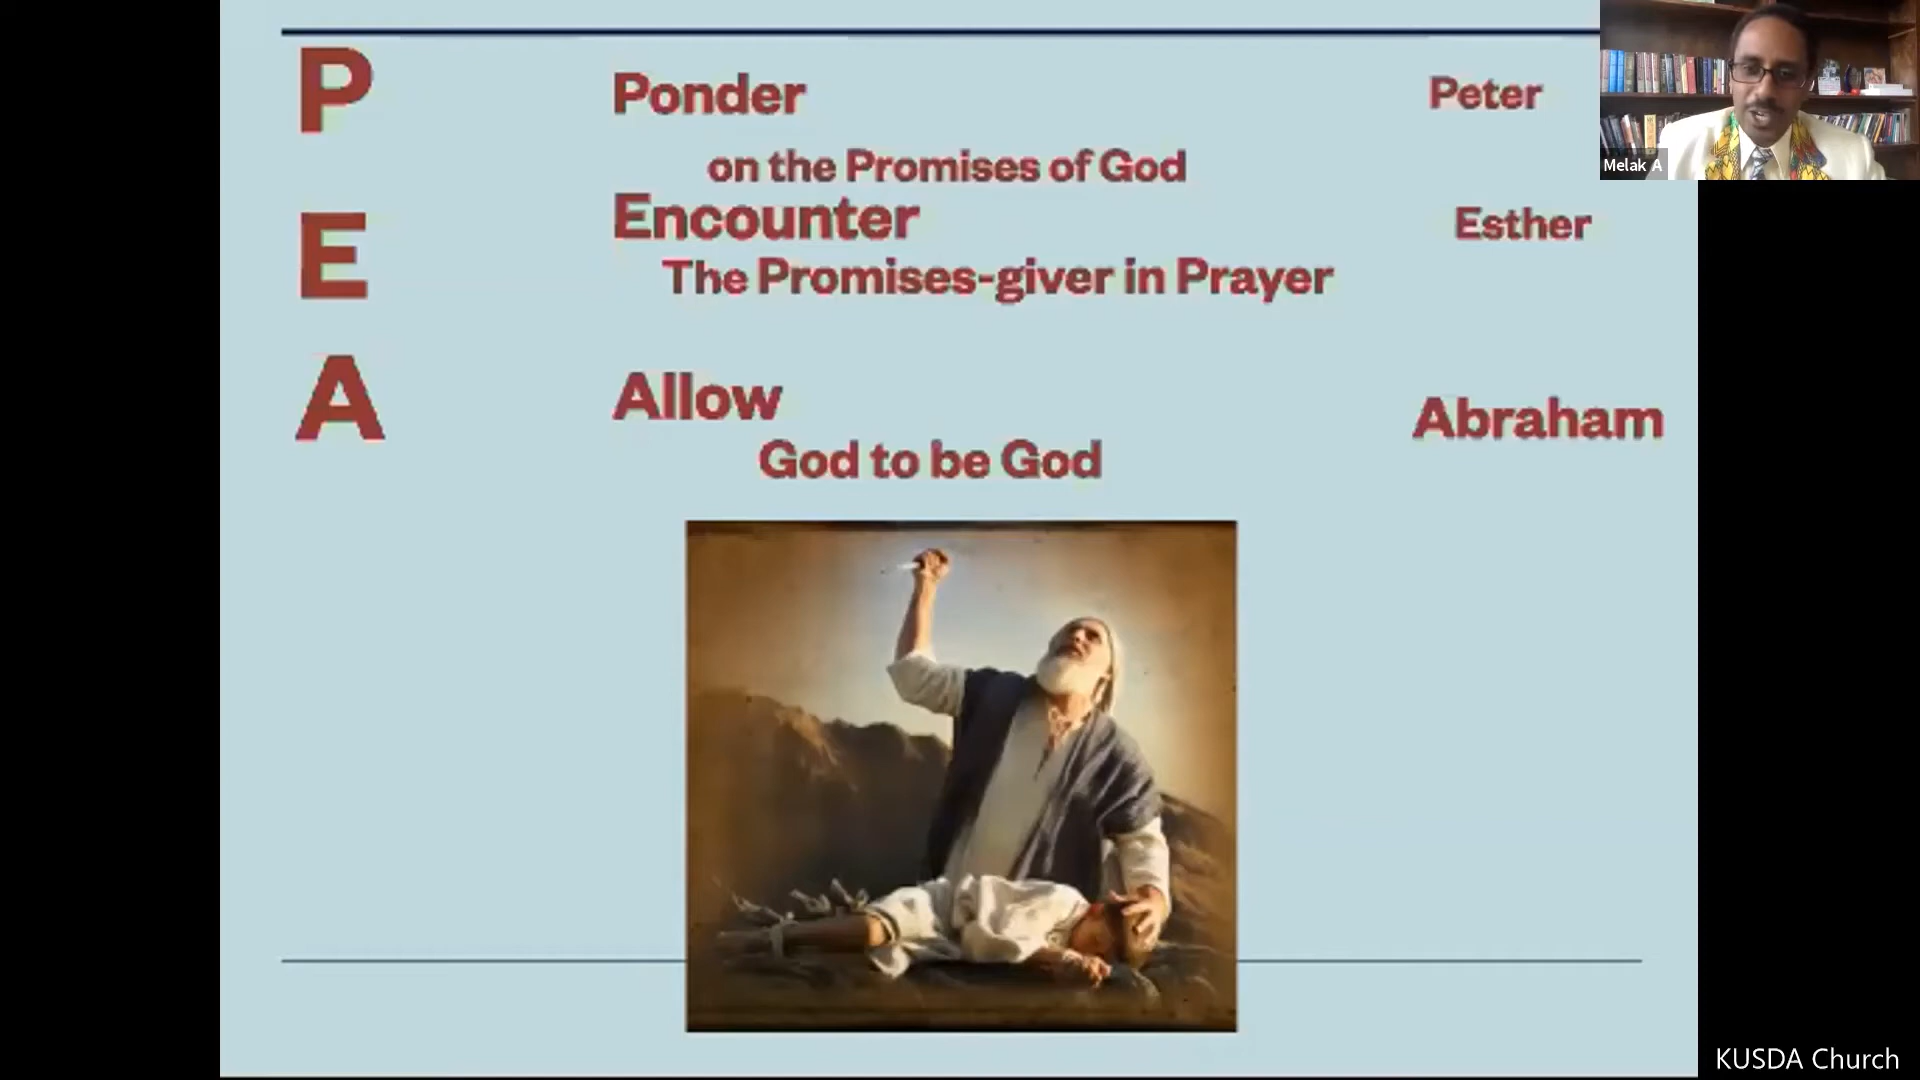 P Ponder Peter
on the Promises of God
E Encounter Esther
The Promises-giver in Prayer
A Allow Abraham
God to be God
Melak A
KUSDA Church